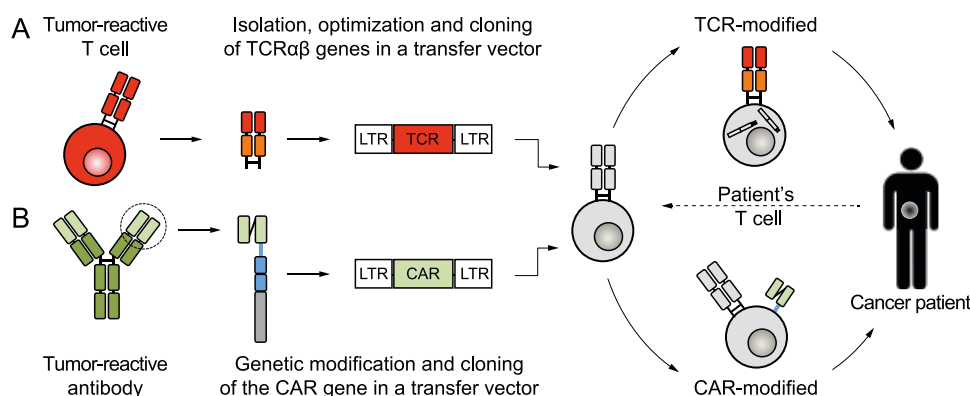 A
Tumor-reactive
T cell
Isolation, optimization and cloning
of TCRαβ genes in a transfer vector
TCR-modified
LTR TCR LTR
Patient's
T cell
B
LTR CAR LTR
Cancer patient
Tumor-reactive
antibody
Genetic modification and cloning
of the CAR gene in a transfer vector
CAR-modified